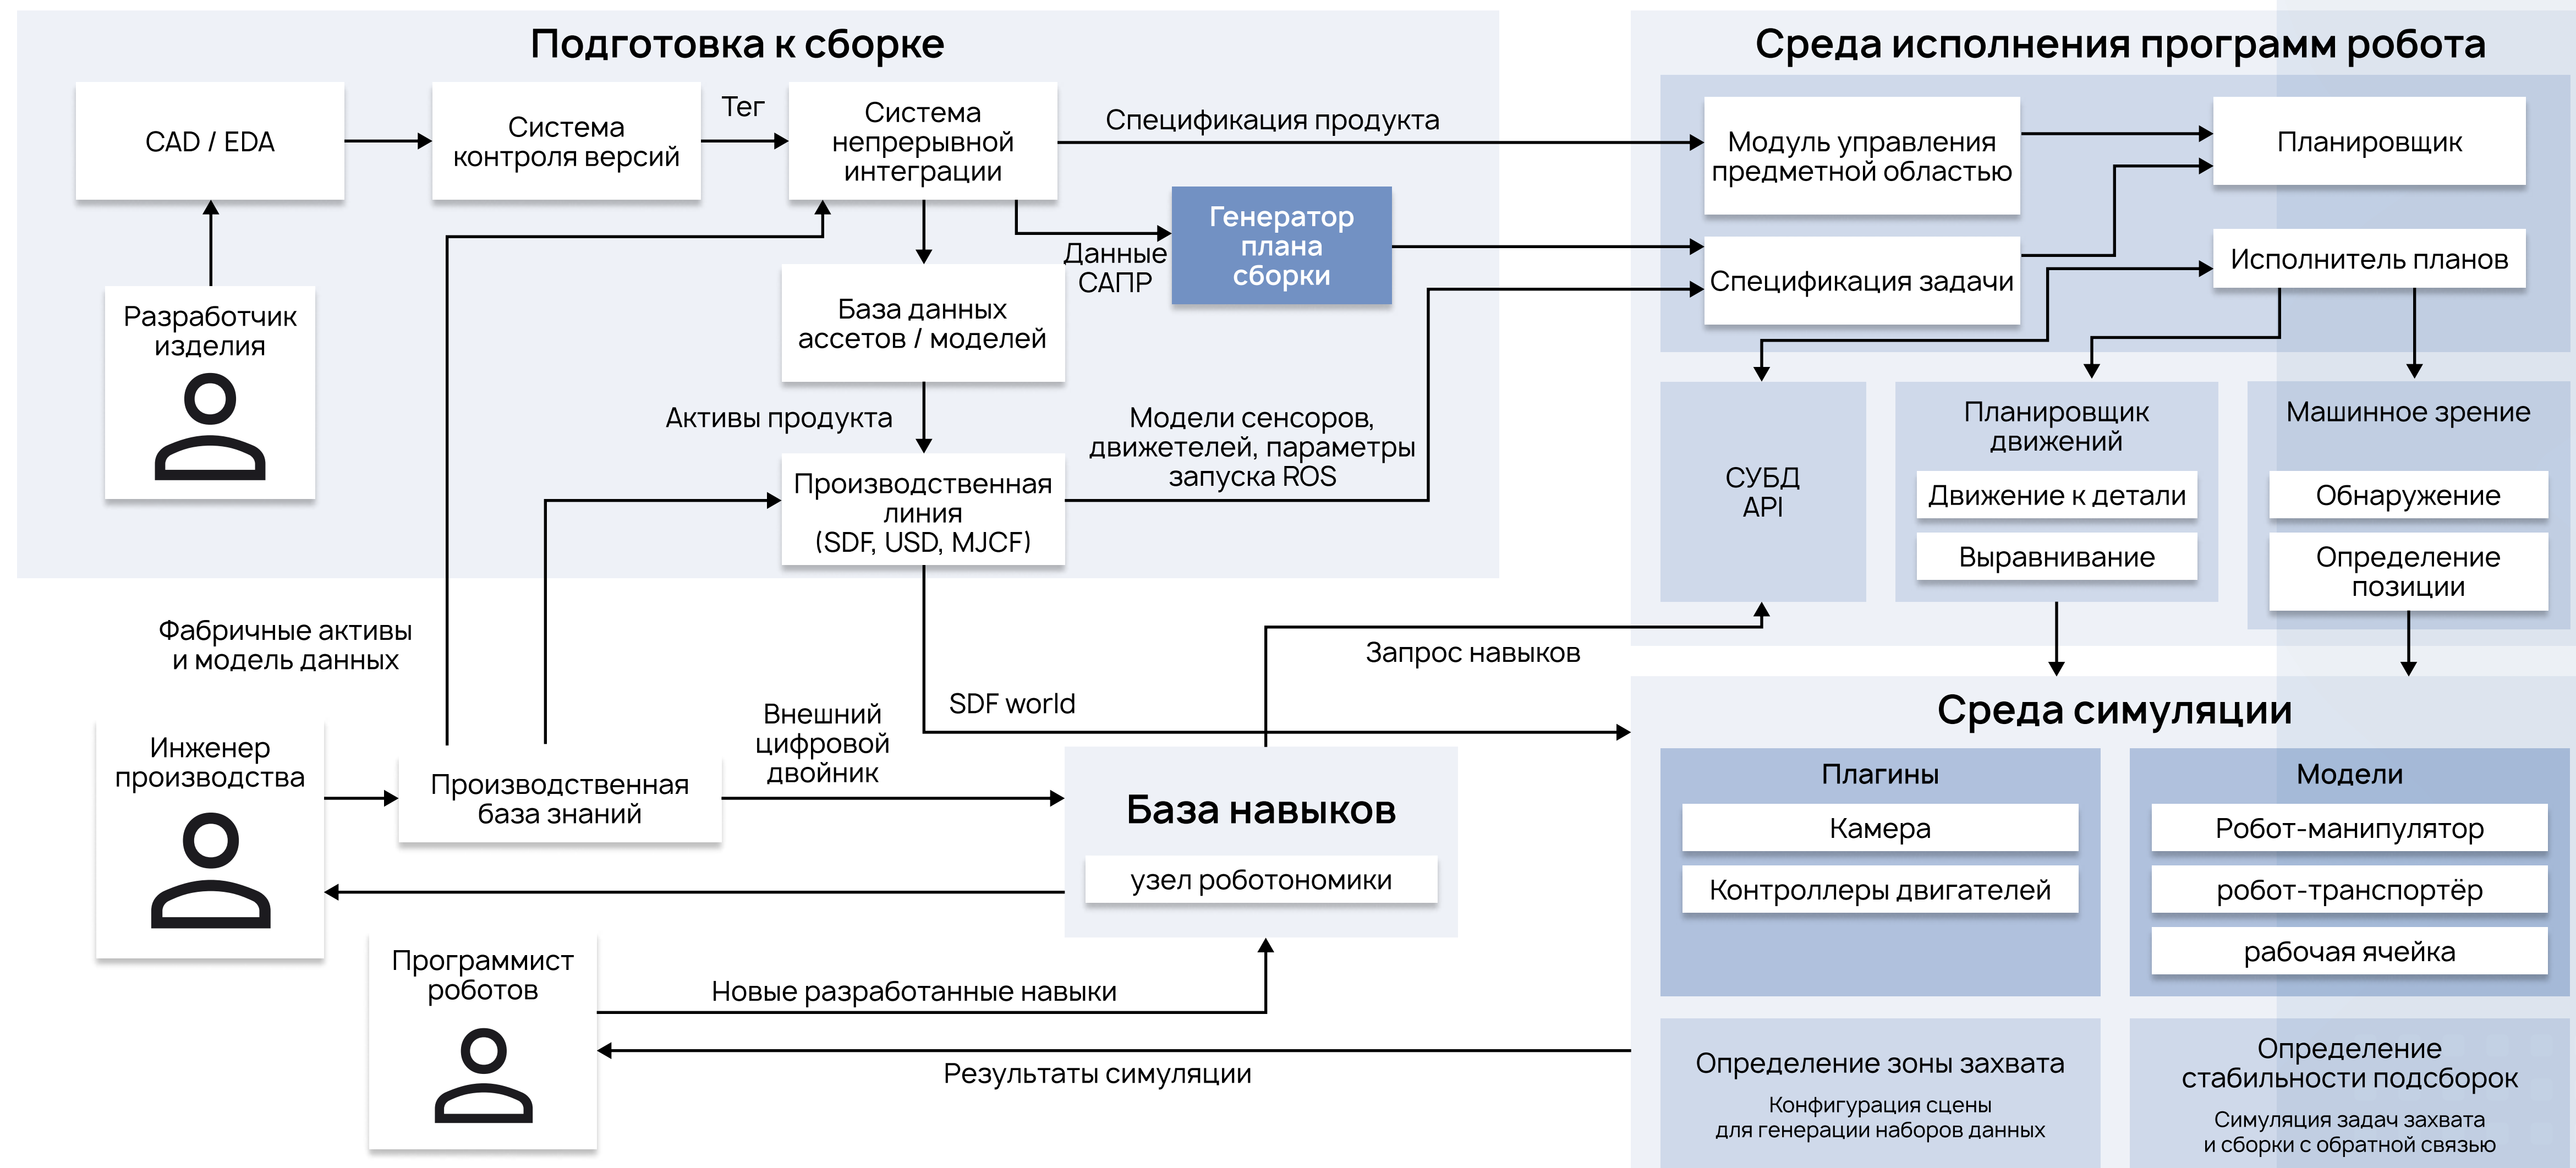 Подготовка к сборке
CAD / EDA
Система
контроля версий
Тег
Система
непрерывной
интеграции
Спецификация продукта
Данные
САПР
Генератор
плана
сборки
Разработчик
изделия
База данных
ассетов / моделей
Активы продукта
Модели сенсоров,
движетелей, параметры
запуска ROS
Производственная
линия
(SDF, USD, MJCF)
Среда исполнения программ робота
Модуль управления
предметной областью
Планировщик
Спецификация задачи
Исполнитель планов
СУБД
API
Планировщик
движений
Движение к детали
Выравнивание
Машинное зрение
Обнаружение
Определение
позиции
Фабричные активы
и модель данных
Запрос навыков
SDF world
Инженер
производства
Производственная
база знаний
Внешний
цифровой
двойник
База навыков
узел роботономики
Программист
роботов
Новые разработанные навыки
Результаты симуляции
Среда симуляции
Плагины
Камера
Контроллеры двигателей
Модели
Робот-манипулятор
робот-транспортёр
рабочая ячейка
Определение зоны захвата
Конфигурация сцены
для генерации наборов данных
Определение
стабильности подсборок
Симуляция задач захвата
и сборки с обратной связью